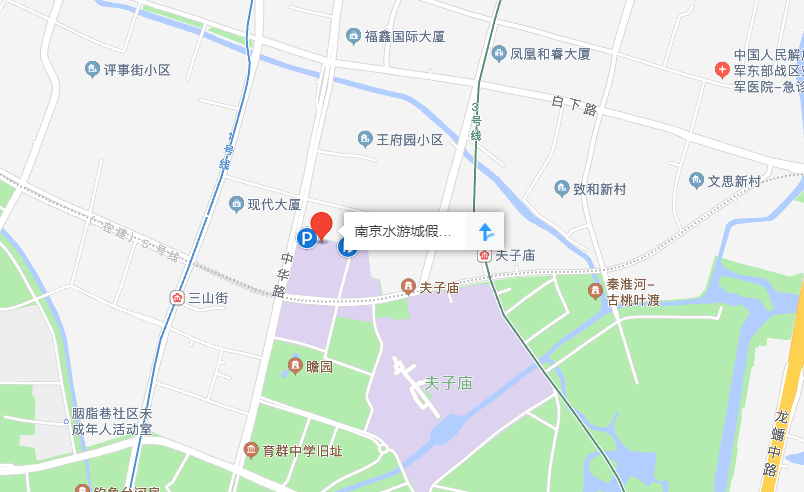 福鑫国际大厦
凤凰和睿大厦
中国人民解
军东部战区
军医院-急诊
评事街小区
白下路
3号线
1号线
王府园小区
致和新村
文思新村
现代大厦
南京水游城假...
P
P
(在建)5号线
夫子庙
中华路
三山街
夫子庙
秦淮河-
古桃叶渡
瞻园
夫子庙
胭脂巷社区未
成年人活动室
龙蟠中路
育群中学旧址
钓鱼台河房